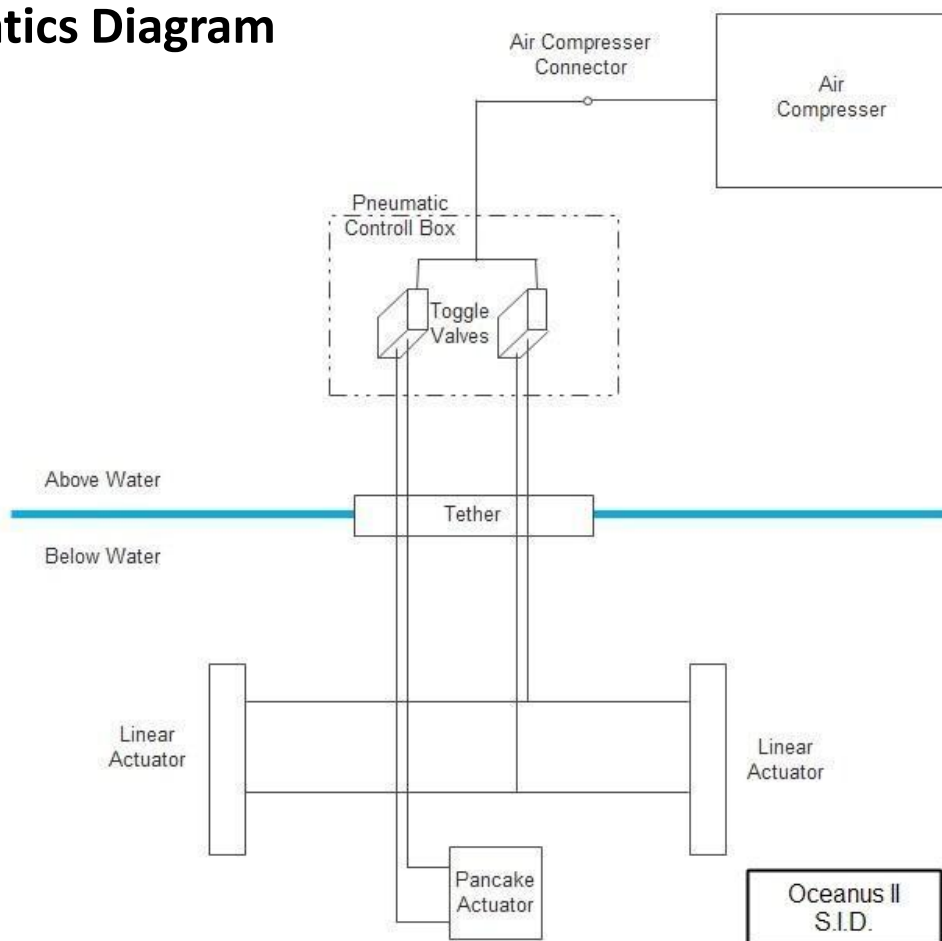 tics Diagram
Air Compresser
Connector
Air
Compresser
Pneumatic
Controll Box
Toggle
Valves
Above Water
Tether
Below Water
Linear
Actuator
Linear
Actuator
Pancake
Actuator
Oceanus II
S.I.D.